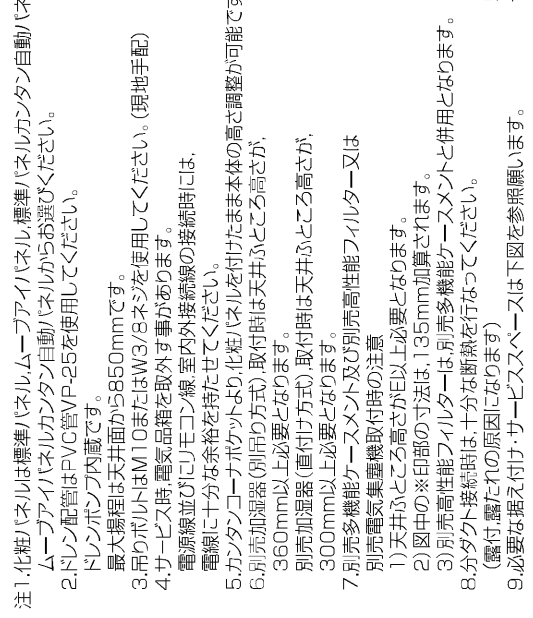 注1.化粧パネルは標準パネル,ムーブアイパネル,標準パネルカンタン自動パネ
ムーブアイパネルカンタン自動パネルからお選びください。
2.ドレン配管はPVC管VP-25を使用してください。
ドレンポンプ内蔵です。
最大揚程は天井面から850mmです。
3.吊りボルトはM10またはW3/8ネジを使用してください。(現地手配)
4.サービス時,電気品箱を取外す事があります。
電源線並びにリモコン線,室内外接続線の接続時には,
電線に十分な余裕を持たせてください。
5.カンタンコーナポケットより,化粧パネルを付けたまま本体の高さ調整が可能です
6.別売加湿器(別吊り方式),取付時は天井ふところ高さが,
360mm以上必要となります。
別売加湿器(直付け方式),取付時は天井ふところ高さが,
300mm以上必要となります。
7.別売多機能ケースメント及び別売高性能フィルター又は
別売電気集塵機取付時の注意
1)天井ふところ高さがE以上必要となります。
2)図中の※印部の寸法は,135mm加算されます。
3)別売高性能フィルターは,別売多機能ケースメントと併用となります。
8.分ダクト接続時は,十分な断熱を行なってください。
(露付,露たれの原因になります)
9.必要な据え付け・サービススペースは下図を参照願います。